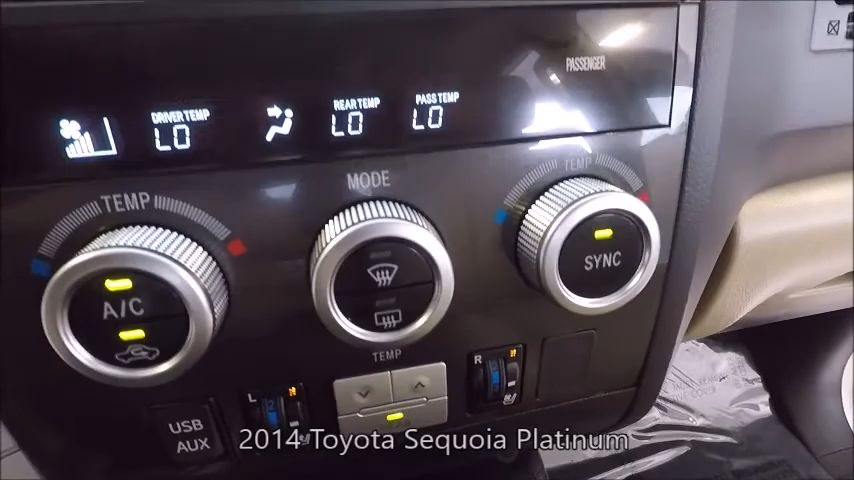 PASSENGER
DRIVER TEMP REAR TEMP PASS TEMP
LO LO LO
TEMP MODE TEMP
A/C SYNC
TEMP
L R
USB
AUX
2014 Toyota Sequoia Platinum